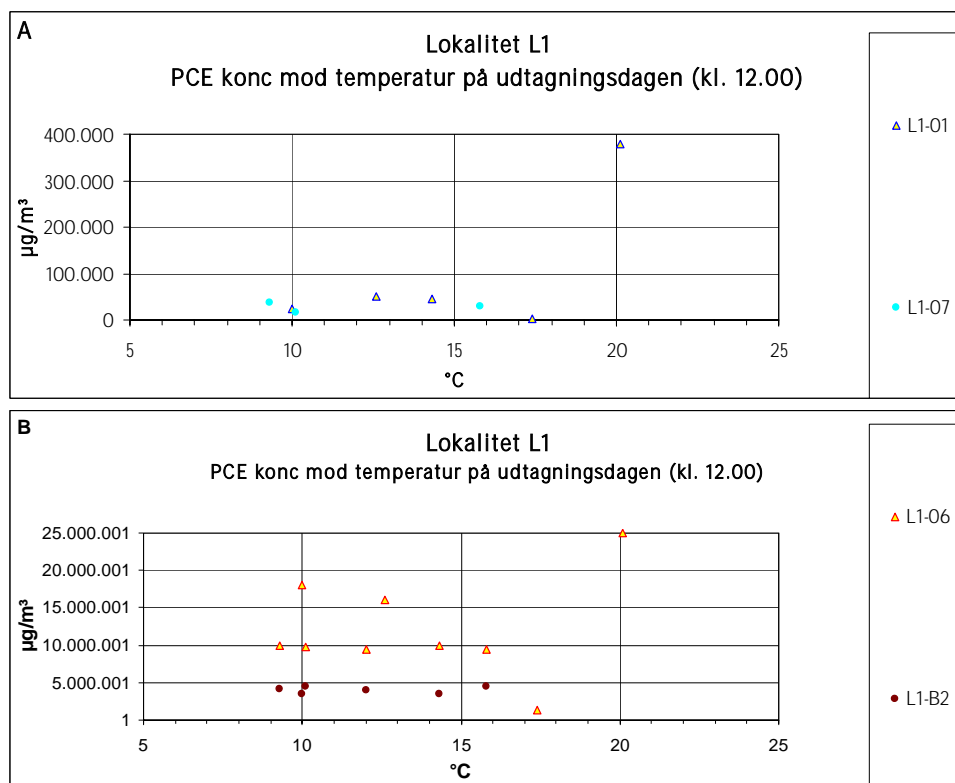 A
Lokalitet L1
PCE konc mod temperatur på udtagningsdagen (kl. 12.00)
400.000
300.000
200.000
100.000
0
µg/m³
5 10 15 20 25
°C
L1-01
L1-07
B
Lokalitet L1
PCE konc mod temperatur på udtagningsdagen (kl. 12.00)
25.000.001
20.000.001
15.000.001
10.000.001
5.000.001
1
µg/m³
5 10 15 20 25
°C
L1-06
L1-B2